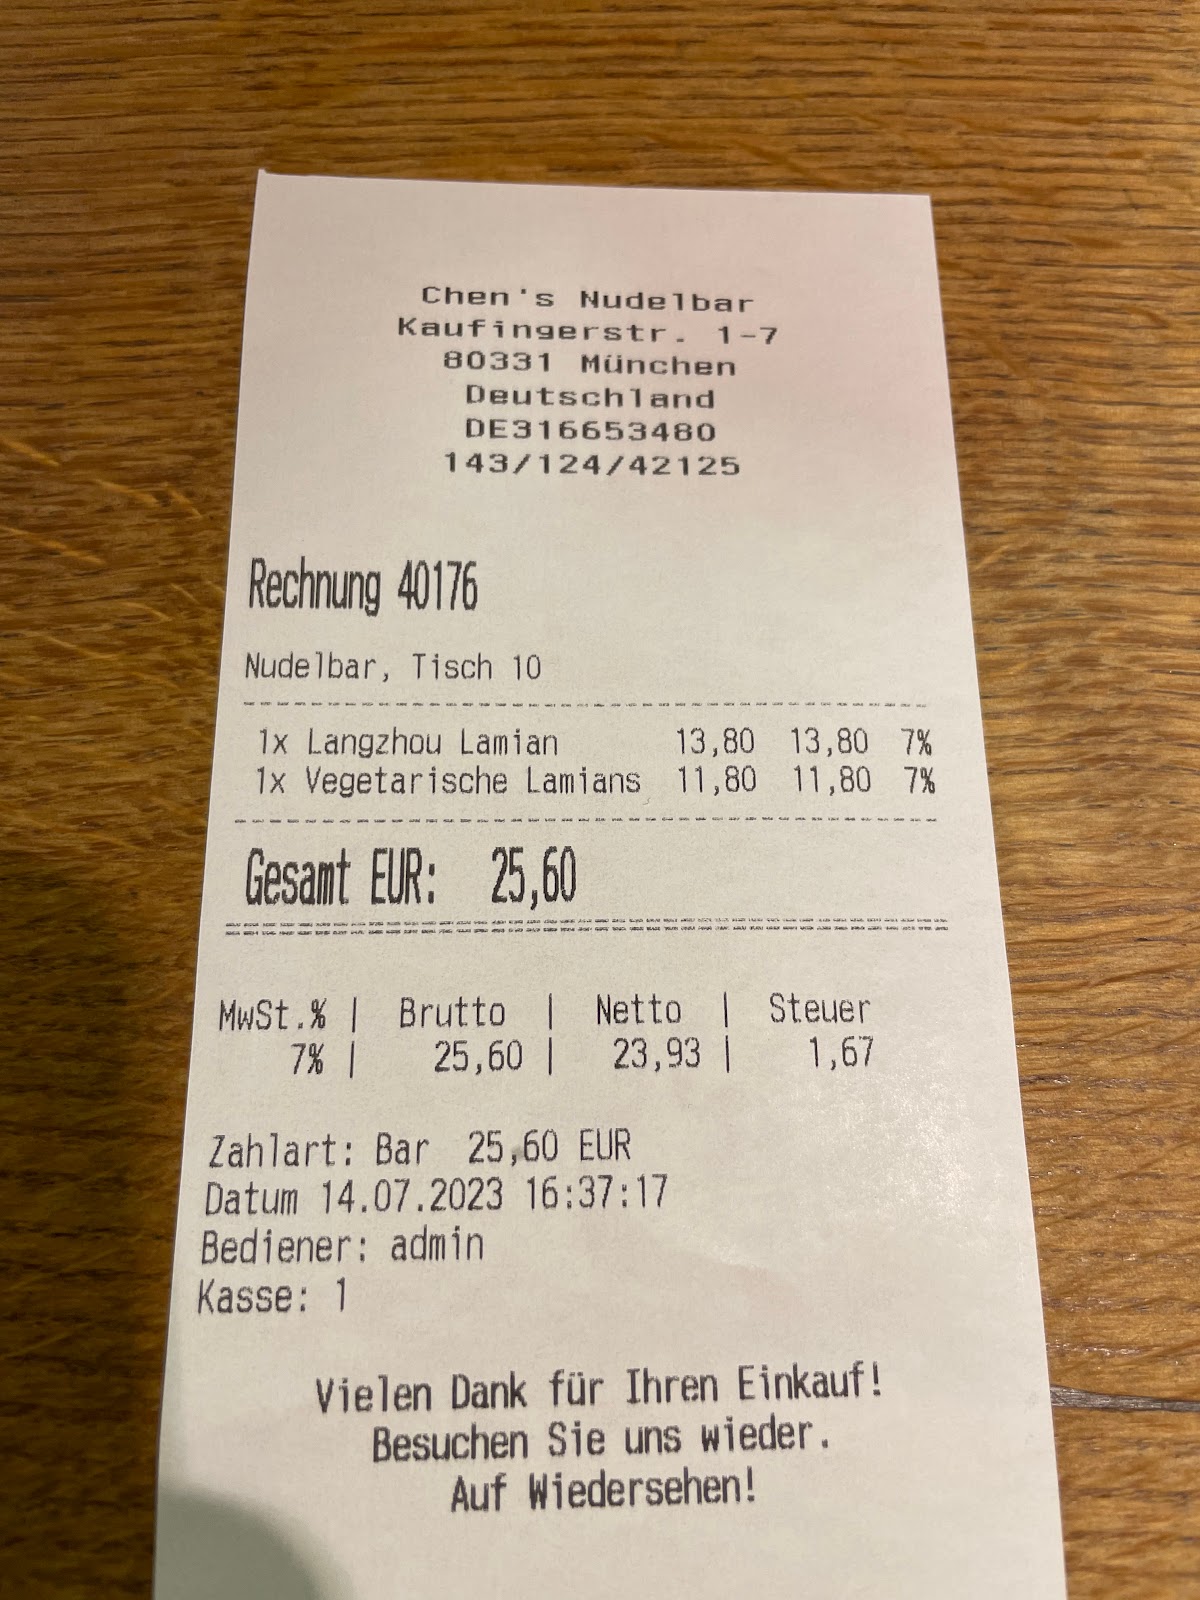 Chen's Nudelbar
Kaufingerstr. 1-7
80331 München
Deutschland
DE316653480
143/124/42125
Rechnung 40176
Nudelbar, Tisch 10
1x Langzhou Lamian 13,80 13,80 7%
1x Vegetarische Lamians 11,80 11,80 7%
Gesamt EUR: 25,60
MwSt.% | Brutto | Netto | Steuer
7% | 25,60 | 23,93 | 1,67
Zahlart: Bar 25,60 EUR
Datum 14.07.2023 16:37:17
Bediener: admin
Kasse: 1
Vielen Dank für Ihren Einkauf!
Besuchen Sie uns wieder.
Auf Wiedersehen!